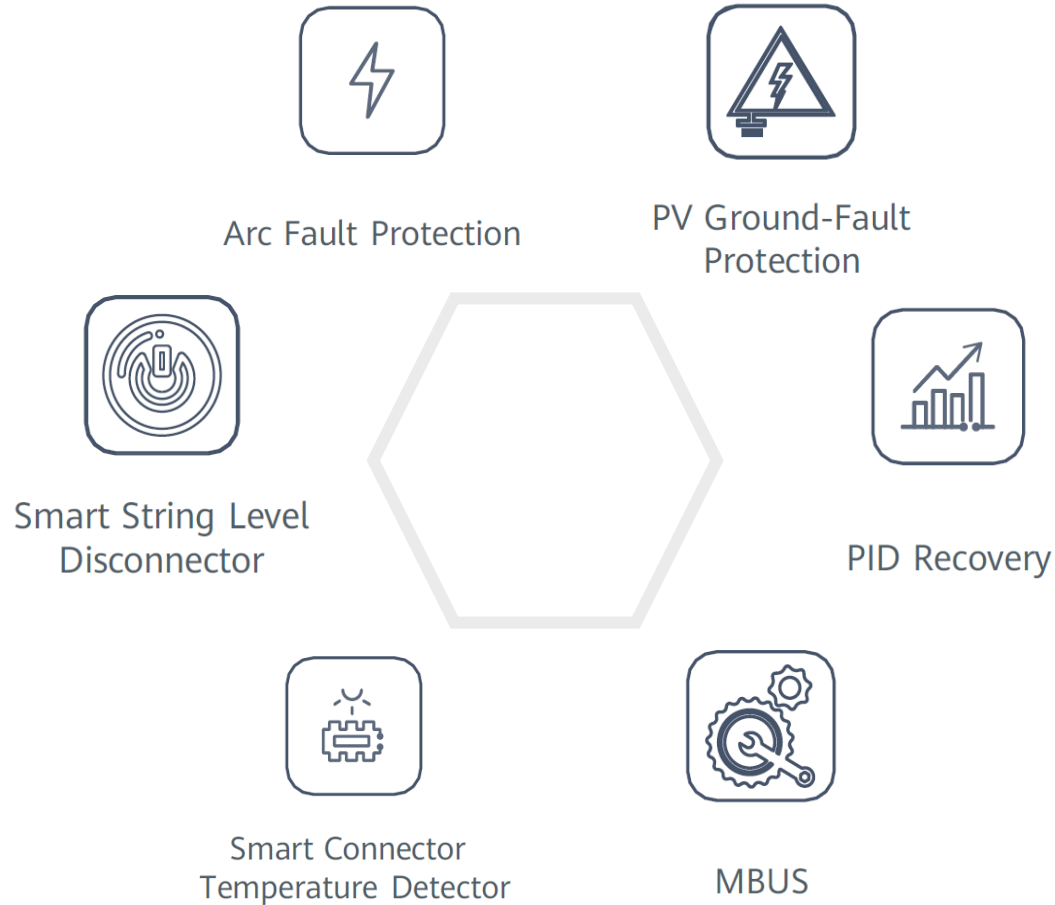 Arc Fault Protection
PV Ground-Fault
Protection
Smart String Level
Disconnector
PID Recovery
Smart Connector
Temperature Detector
MBUS